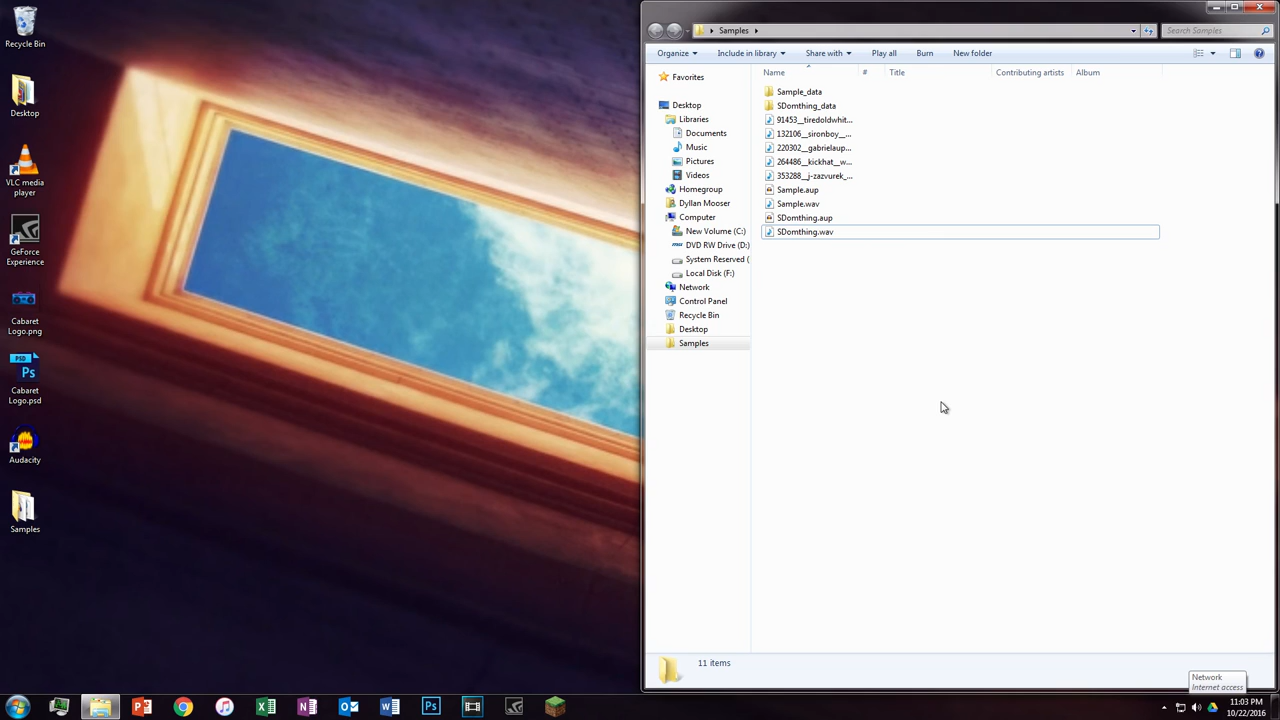 Recycle Bin
Desktop
VLC media
player
GeForce
Experience
Cabaret
Logo.png
PSD
Ps
Cabaret
Logo.psd
Audacity
Samples
Samples
Search Samples
Organize
Include in library
Share with
Play all
Burn
New folder
Name
#
Title
Contributing artists
Album
Favorites
Desktop
Libraries
Documents
Music
Pictures
Videos
Homegroup
Dyllan Mooser
Computer
New Volume (C:)
DVD RW Drive (D:)
System Reserved (
Local Disk (F:)
Network
Control Panel
Recycle Bin
Desktop
Samples
Sample_data
SDomthing_data
91453__tiredoldwhit...
132106__sironboy__...
220302__gabrielaup...
264486__kickhat__w...
353288__j-zazvurek_...
Sample.aup
Sample.wav
SDomthing.aup
SDomthing.wav
11 items
Network
Internet access
Ps
11:03 PM
10/22/2016